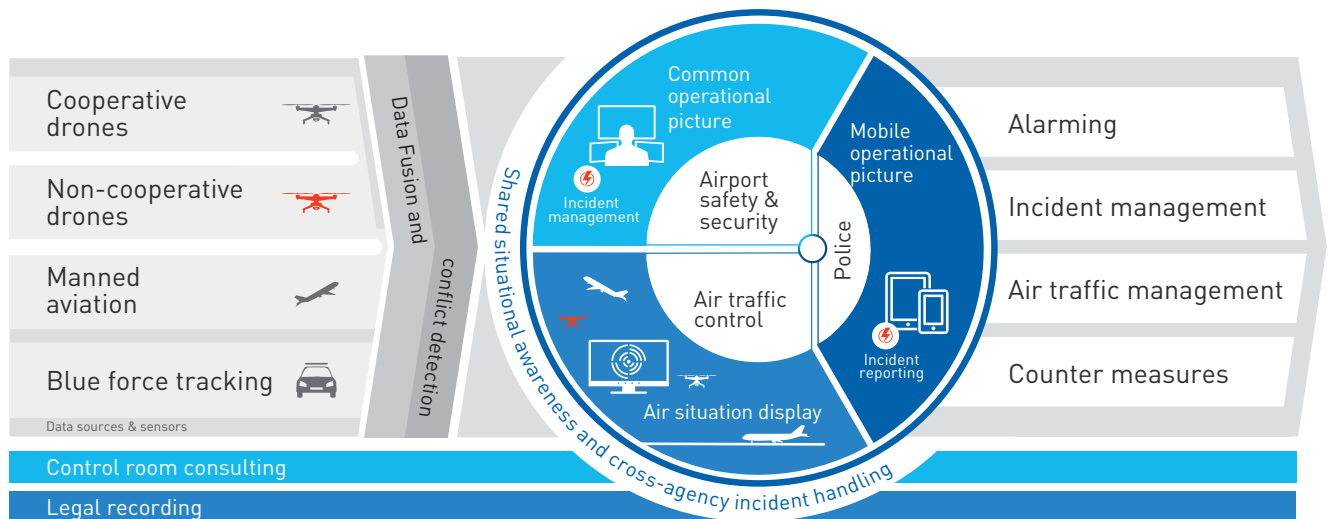 Cooperative
drones
Non-cooperative
drones
Manned
aviation
Blue force tracking
Data sources & sensors
Data Fusion and
conflict detection
Shared situational awareness and cross-agency incident handling
Common
operational
picture
Incident
management
Airport
safety &
security
Mobile
operational
picture
Police
Incident
reporting
Air traffic
control
Air situation display
Alarming
Incident management
Air traffic management
Counter measures
Control room consulting
Legal recording